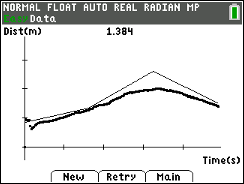 NORMAL FLOAT AUTO REAL RADIAN MP
Data
Dist(m) 1.384
Time(s)
New Retry Main